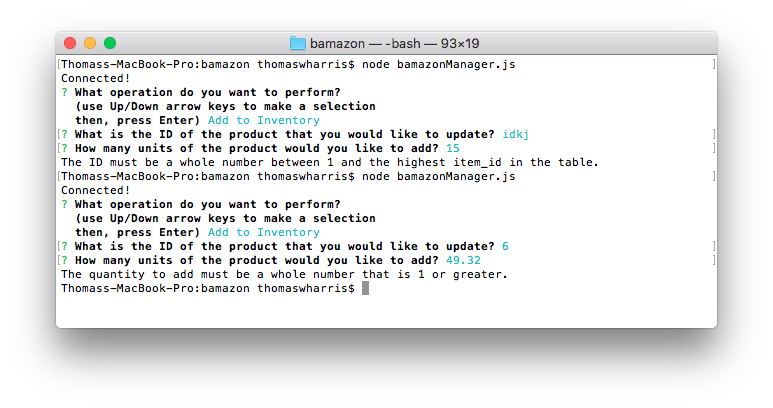 bamazon — -bash — 93×19
[Thomass-MacBook-Pro:bamazon thomaswharris$ node bamazonManager.js ]
Connected!
? What operation do you want to perform?
(use Up/Down arrow keys to make a selection
then, press Enter) Add to Inventory
[? What is the ID of the product that you would like to update? idkj ]
[? How many units of the product would you like to add? 15 ]
The ID must be a whole number between 1 and the highest item_id in the table.
[Thomass-MacBook-Pro:bamazon thomaswharris$ node bamazonManager.js ]
Connected!
? What operation do you want to perform?
(use Up/Down arrow keys to make a selection
then, press Enter) Add to Inventory
[? What is the ID of the product that you would like to update? 6 ]
[? How many units of the product would you like to add? 49.32 ]
The quantity to add must be a whole number that is 1 or greater.
Thomass-MacBook-Pro:bamazon thomaswharris$